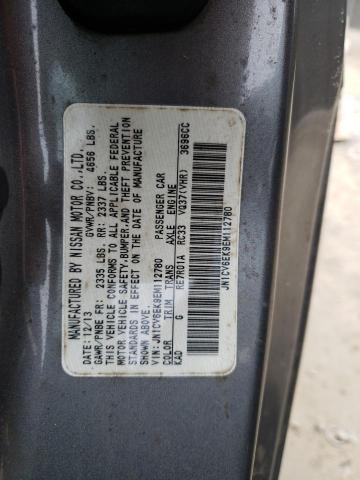 MANUFACTURED BY NISSAN MOTOR CO.,LTD.
DATE: 12/13 GVWR/PNBV: 4656 LBS.
GAWR/PNBE FR: 2335 LBS. RR: 2337 LBS.
THIS VEHICLE CONFORMS TO ALL APPLICABLE FEDERAL
MOTOR VEHICLE SAFETY,BUMPER,AND THEFT PREVENTION
STANDARDS IN EFFECT ON THE DATE OF MANUFACTURE
SHOWN ABOVE.
VIN: JN1CV6EK9EM112780 PASSENGER CAR
COLOR TRIM TRANS AXLE ENGINE
KAD G RE7R01A RC33 VQ37(VHR) 3696CC
JN1CV6EK9EM112780